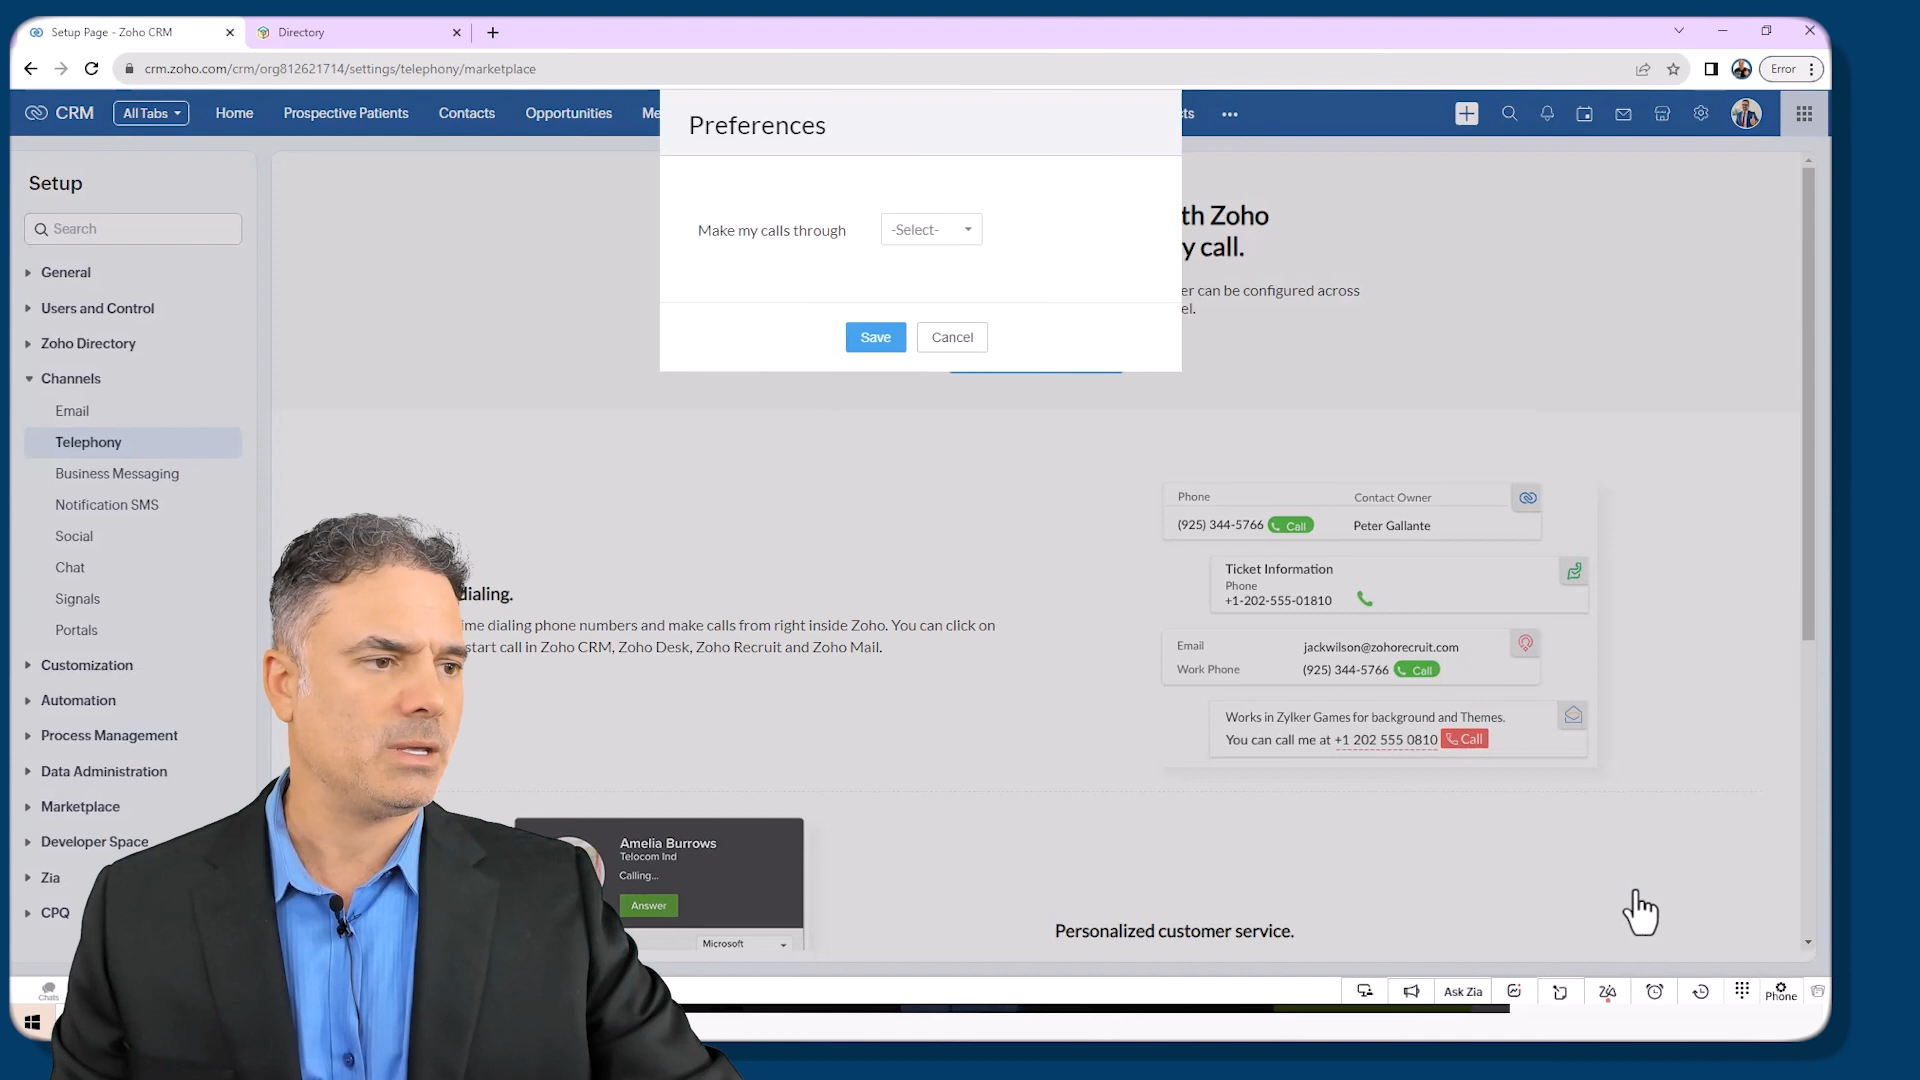 Setup Page - Zoho CRM
Directory
crm.zoho.com/crm/org812621714/settings/telephony/marketplace
Error
CRM
All Tabs
Home
Prospective Patients
Contacts
Opportunities
Me
ts
Preferences
Make my calls through
-Select-
Save
Cancel
Setup
Search
General
Users and Control
Zoho Directory
Channels
Email
Telephony
Business Messaging
Notification SMS
Social
Chat
Signals
Portals
Customization
Automation
Process Management
Data Administration
Marketplace
Developer Space
Zia
CPQ
th Zoho
y call.
er can be configured across
el.
dialing.
me dialing phone numbers and make calls from right inside Zoho. You can click on
start call in Zoho CRM, Zoho Desk, Zoho Recruit and Zoho Mail.
Phone
Contact Owner
(925) 344-5766
Call
Peter Gallante
Ticket Information
Phone
+1-202-555-01810
Email
jackwilson@zohorecruit.com
Work Phone
(925) 344-5766
Call
Works in Zylker Games for background and Themes.
You can call me at +1 202 555 0810
Call
Amelia Burrows
Telocom Ind
Calling...
Answer
Microsoft
Personalized customer service.
Chats
Ask Zia
Phone